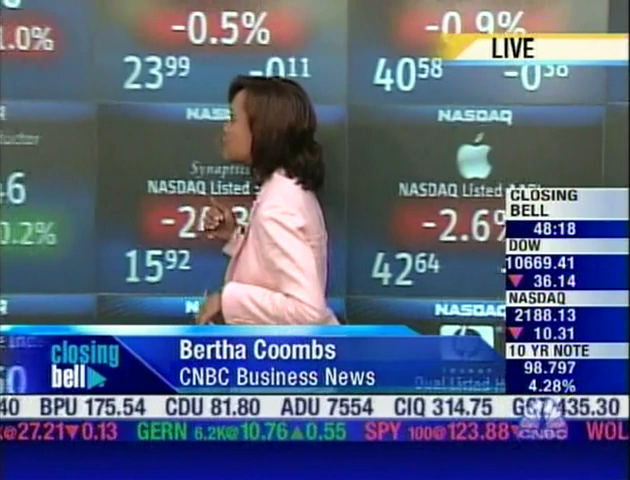 -0.5%
-0.9%
LIVE
1.0%
23 99
-0 11
40 58
NASDAQ
Synaptics
NASDAQ Listed
NASDAQ Listed
CLOSING
BELL
48:18
-2.6%
0.2%
15 92
42 64
DOW
10669.41
36.14
NASDAQ
2188.13
10.31
10 YR NOTE
98.797
4.28%
NASDAQ
closing
bell
Bertha Coombs
CNBC Business News
BPU 175.54 CDU 81.80 ADU 7554 CIQ 314.75
CNBC
@27.21▼0.13 GERN 6.2K@10.76▲0.55 SPY 100@123.88▼